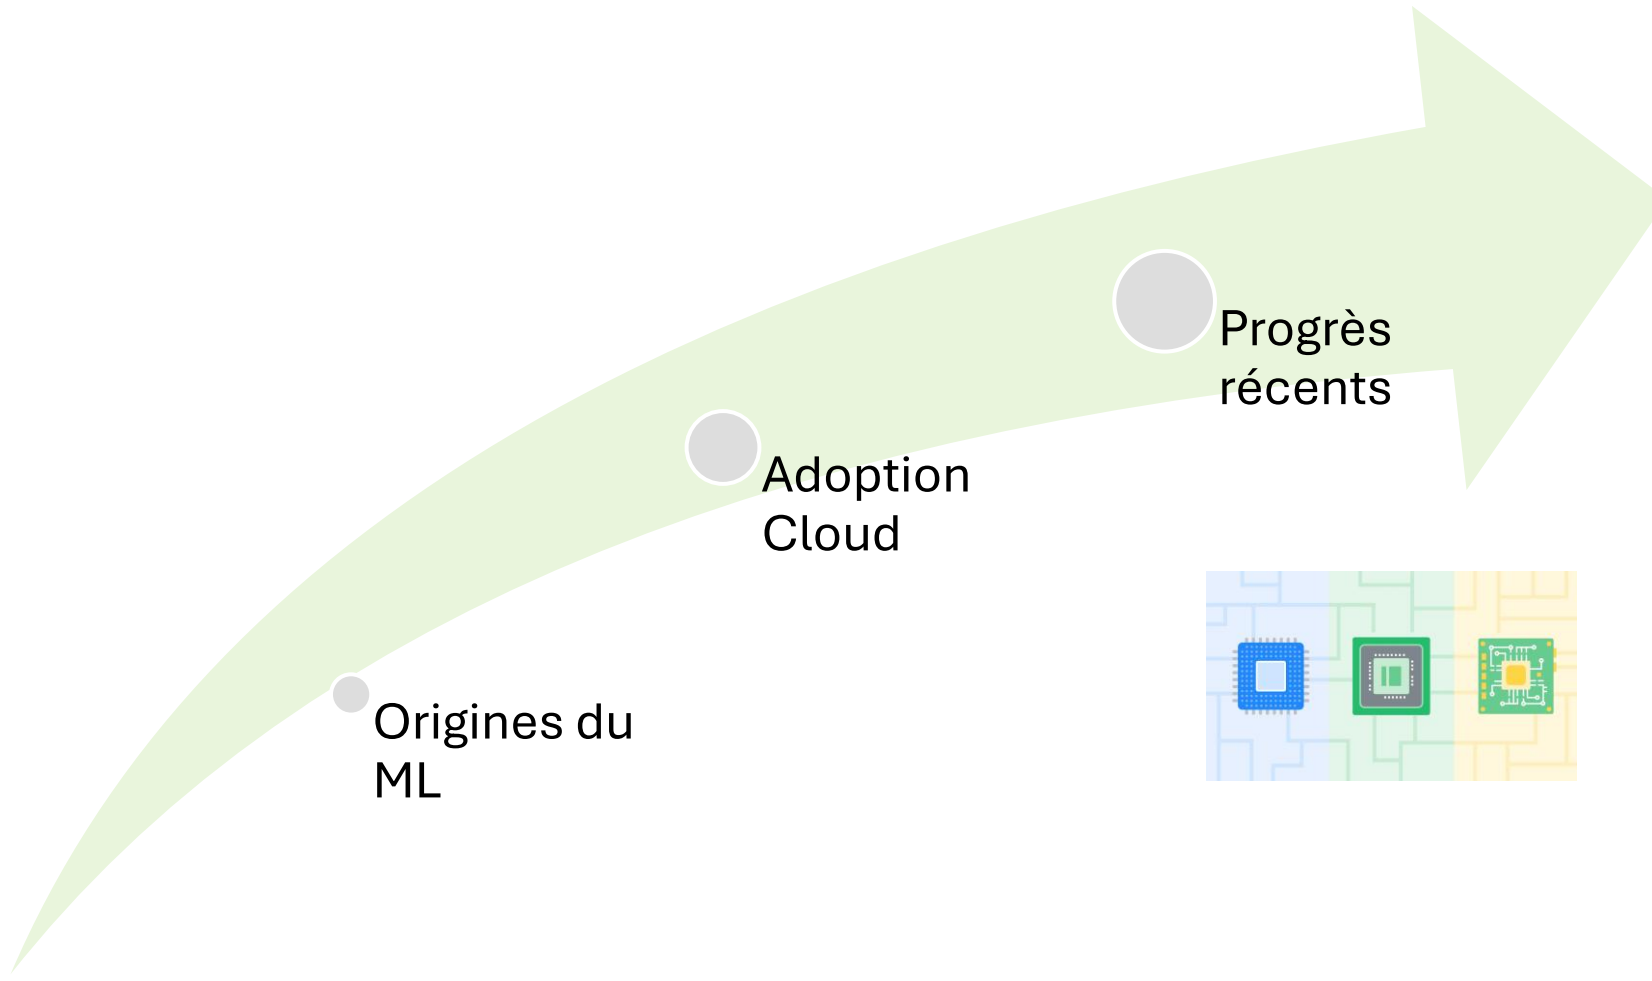 Progrès
récents
Adoption
Cloud
Origines du
ML